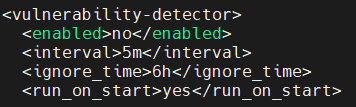 <vulnerability-detector>
<enabled>no</enabled>
<interval>5m</interval>
<ignore_time>6h</ignore_time>
<run_on_start>yes</run_on_start>